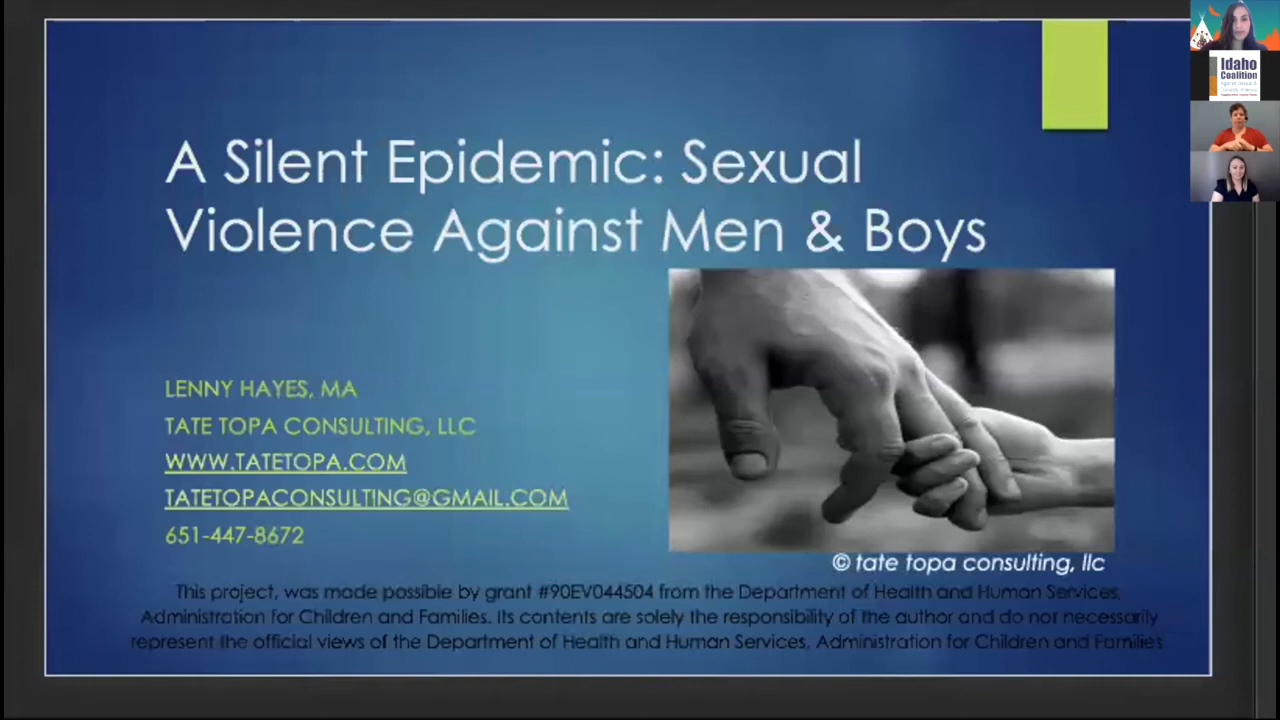 A Silent Epidemic: Sexual
Violence Against Men & Boys
LENNY HAYES, MA
TATE TOPA CONSULTING, LLC
WWW.TATETOPA.COM
TATETOPACONSULTING@GMAIL.COM
651-447-8672
© tate topa consulting, llc
This project, was made possible by grant #90EV044504 from the Department of Health and Human Services,
Administration for Children and Families. Its contents are solely the responsibility of the author and do not necessarily
represent the official views of the Department of Health and Human Services, Administration for Children and Families
Idaho
Coalition